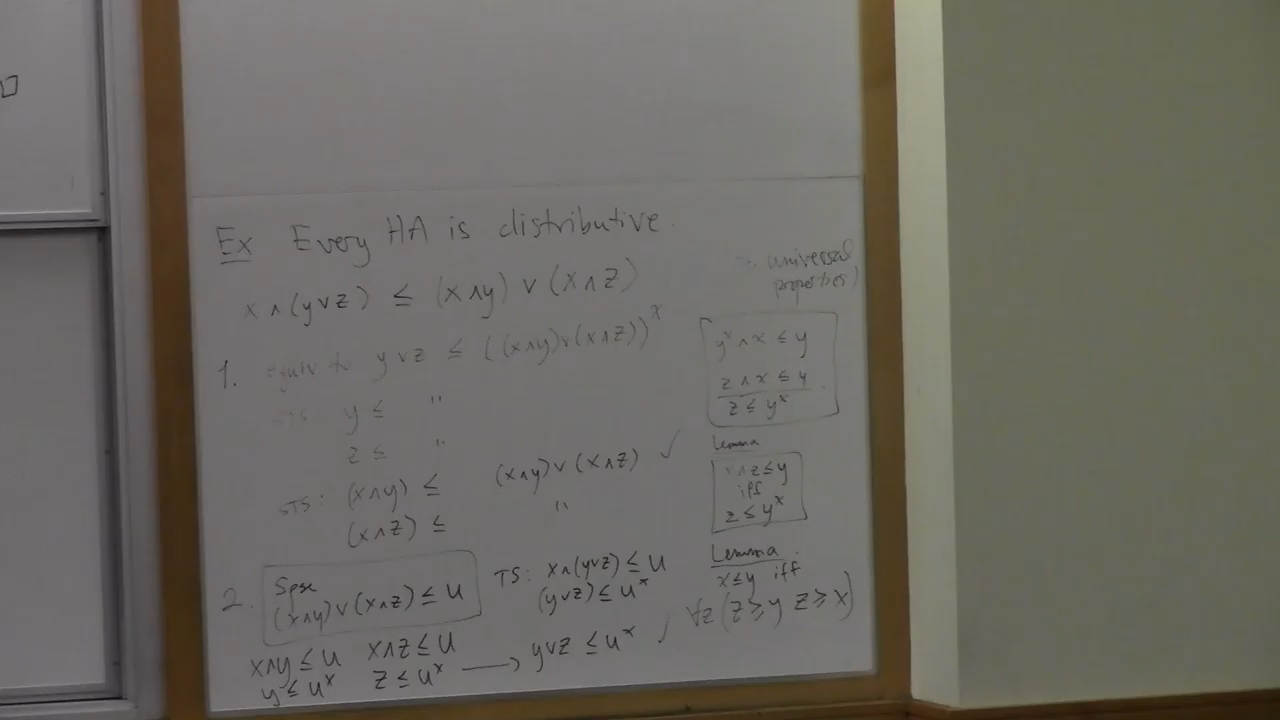 Ex Every HA is distributive.
x ∧ (y ∨ z) ≤ (x ∧ y) ∨ (x ∧ z)
1. equiv to y ∨ z ≤ ((x ∧ y) ∨ (x ∧ z))^x
STS y ≤ "
z ≤ "
STS: (x ∧ y) ≤ (x ∧ y) ∨ (x ∧ z) ✓
(x ∧ z) ≤ "
2. Spse
(x ∧ y) ∨ (x ∧ z) ≤ u
TS: x ∧ (y ∨ z) ≤ u
(y ∨ z) ≤ u^x
x ∧ y ≤ u x ∧ z ≤ u
y ≤ u^x z ≤ u^x → y ∨ z ≤ u^x ✓
universal
properties)
y^x ∧ x ≤ y
z ∧ x ≤ y
z ≤ y^x
Lemma
x ∧ z ≤ y
iff
z ≤ y^x
Lemma
x ≤ y iff
∀z (z ≥ y z ≥ x)